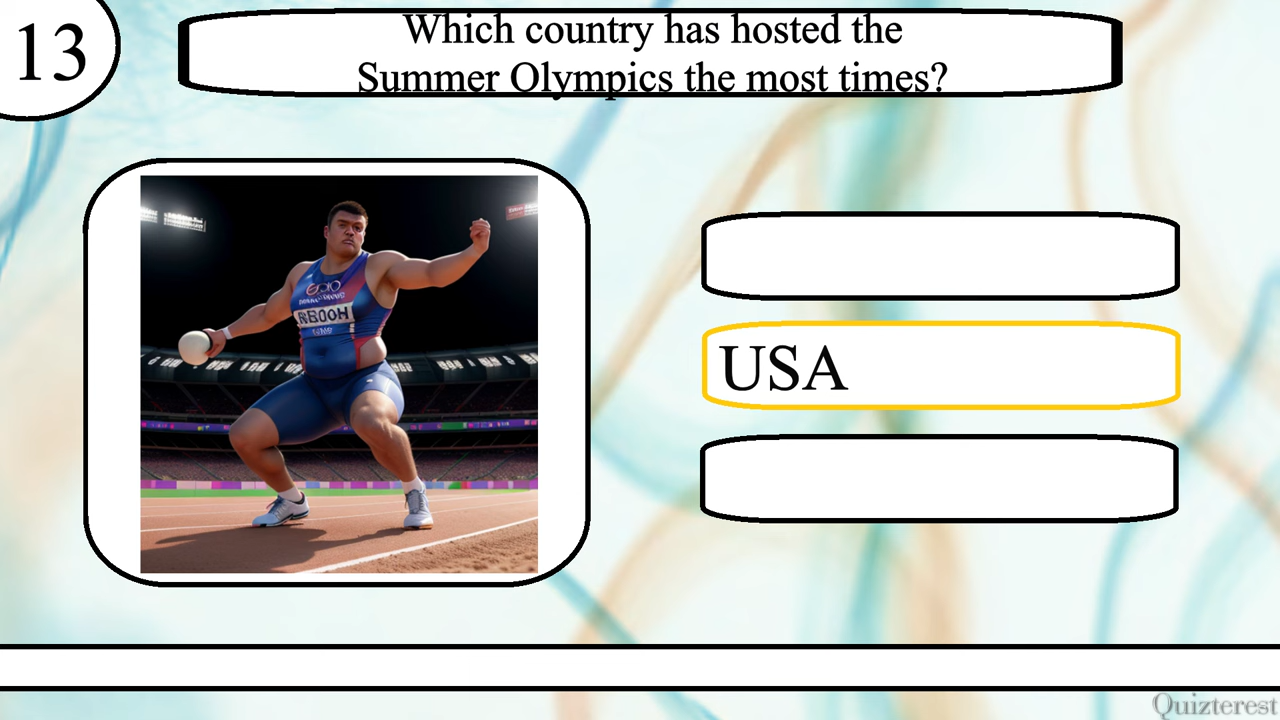 13
Which country has hosted the
Summer Olympics the most times?
USA
Quizterest